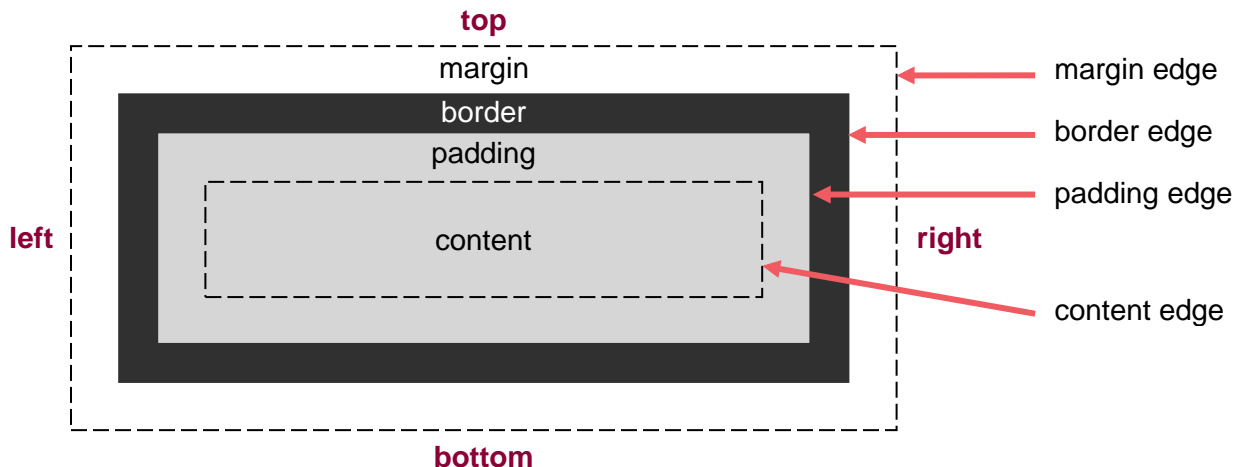 top
margin
margin edge
border
border edge
padding
padding edge
left
content
right
content edge
bottom